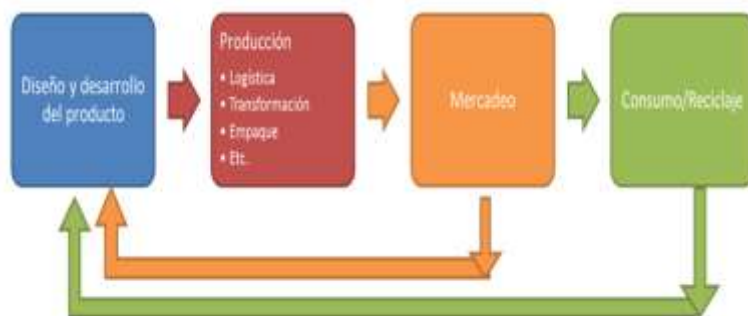 Diseño y desarrollo
del producto
Producción
• Logística
• Transformación
• Empaque
• Etc.
Mercadeo
Consumo/Reciclaje